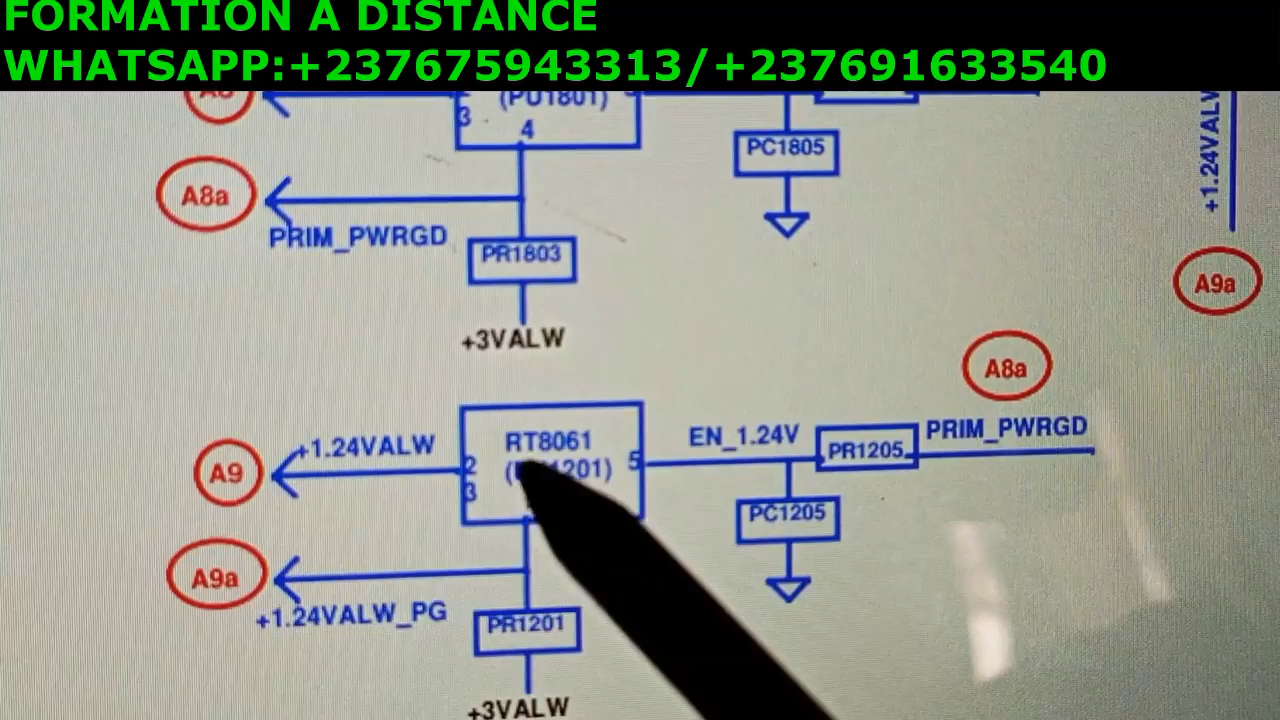 FORMATION A DISTANCE
WHATSAPP:+237675943313/+237691633540
(PU1801)
3
4
PC1805
A8a
PRIM_PWRGD
PR1803
+3VALW
+1.24VALW
A9a
A8a
A9
+1.24VALW
2
3
RT8061
5
EN_1.24V
PR1205
PRIM_PWRGD
PC1205
A9a
+1.24VALW_PG
PR1201
+3VALW